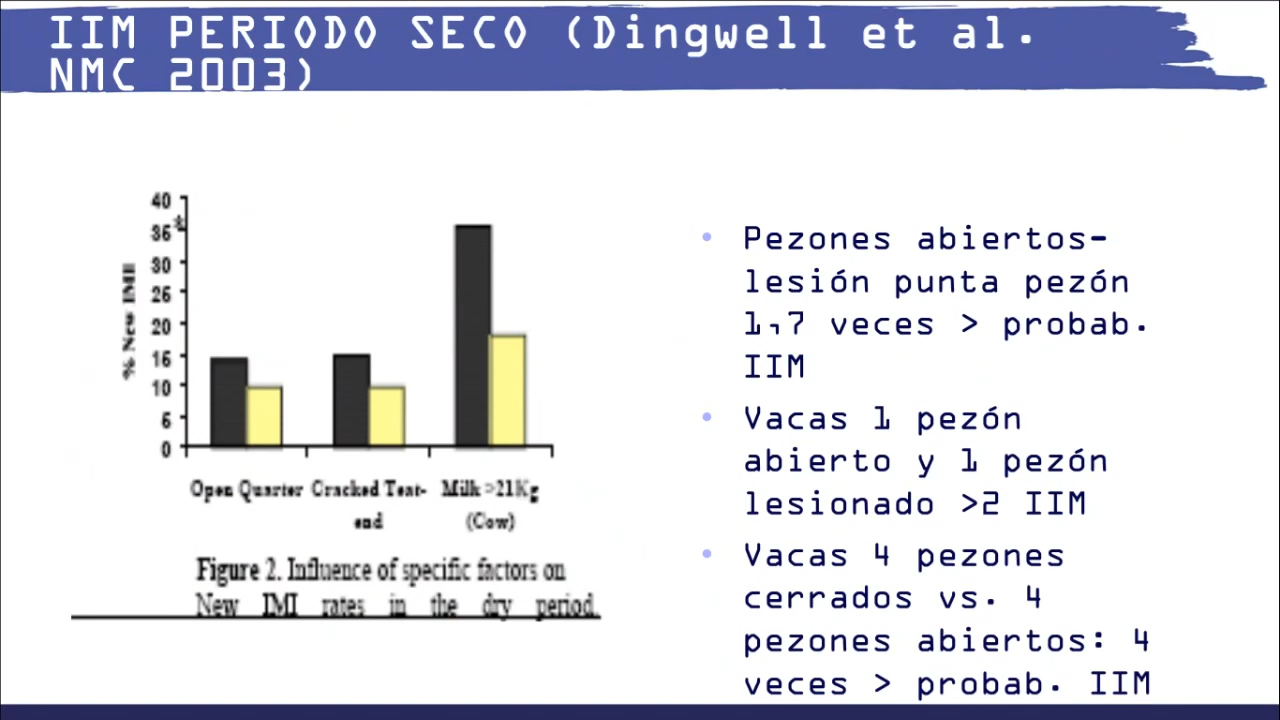 IIM PERIODO SECO (Dingwell et al.
NMC 2003)
40
35
30
25
20
15
10
5
0
% New IMI
Open Quarter
Cracked Teat-
end
Milk >21Kg
(Cow)
Figure 2. Influence of specific factors on
New IMI rates in the dry period.
• Pezones abiertos-
lesión punta pezón
1,7 veces > probab.
IIM
• Vacas 1 pezón
abierto y 1 pezón
lesionado >2 IIM
• Vacas 4 pezones
cerrados vs. 4
pezones abiertos: 4
veces > probab. IIM